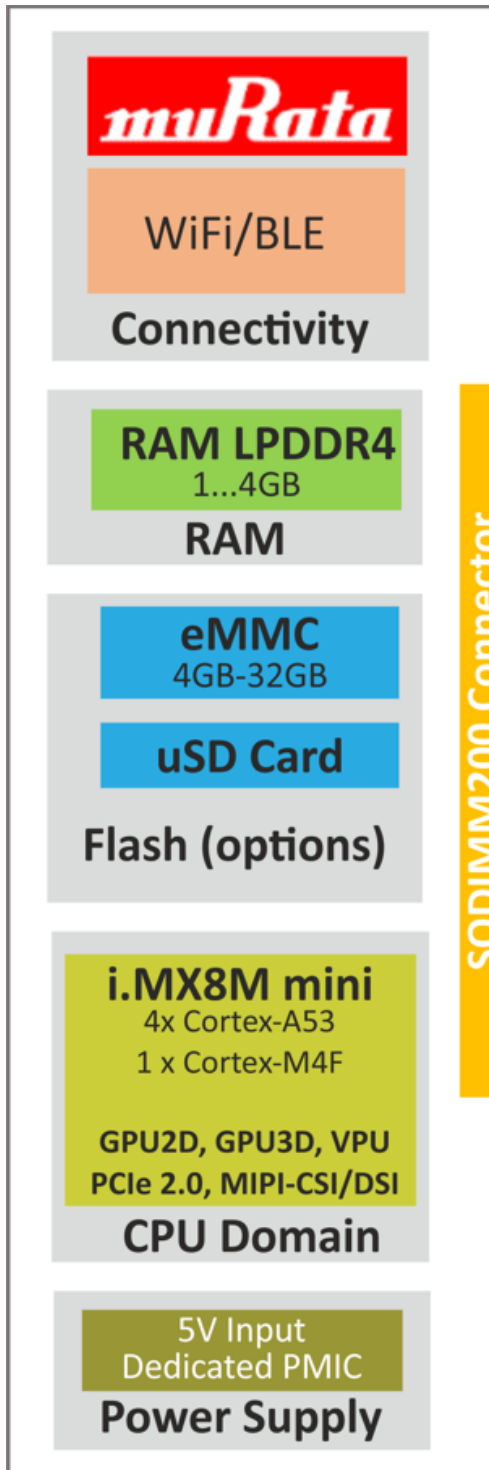 muRata
WiFi/BLE
Connectivity
RAM LPDDR4
1...4GB
RAM
eMMC
4GB-32GB
uSD Card
Flash (options)
i.MX8M mini
4x Cortex-A53
1 x Cortex-M4F
GPU2D, GPU3D, VPU
PCIe 2.0, MIPI-CSI/DSI
CPU Domain
5V Input
Dedicated PMIC
Power Supply
SODIMM200 Connector